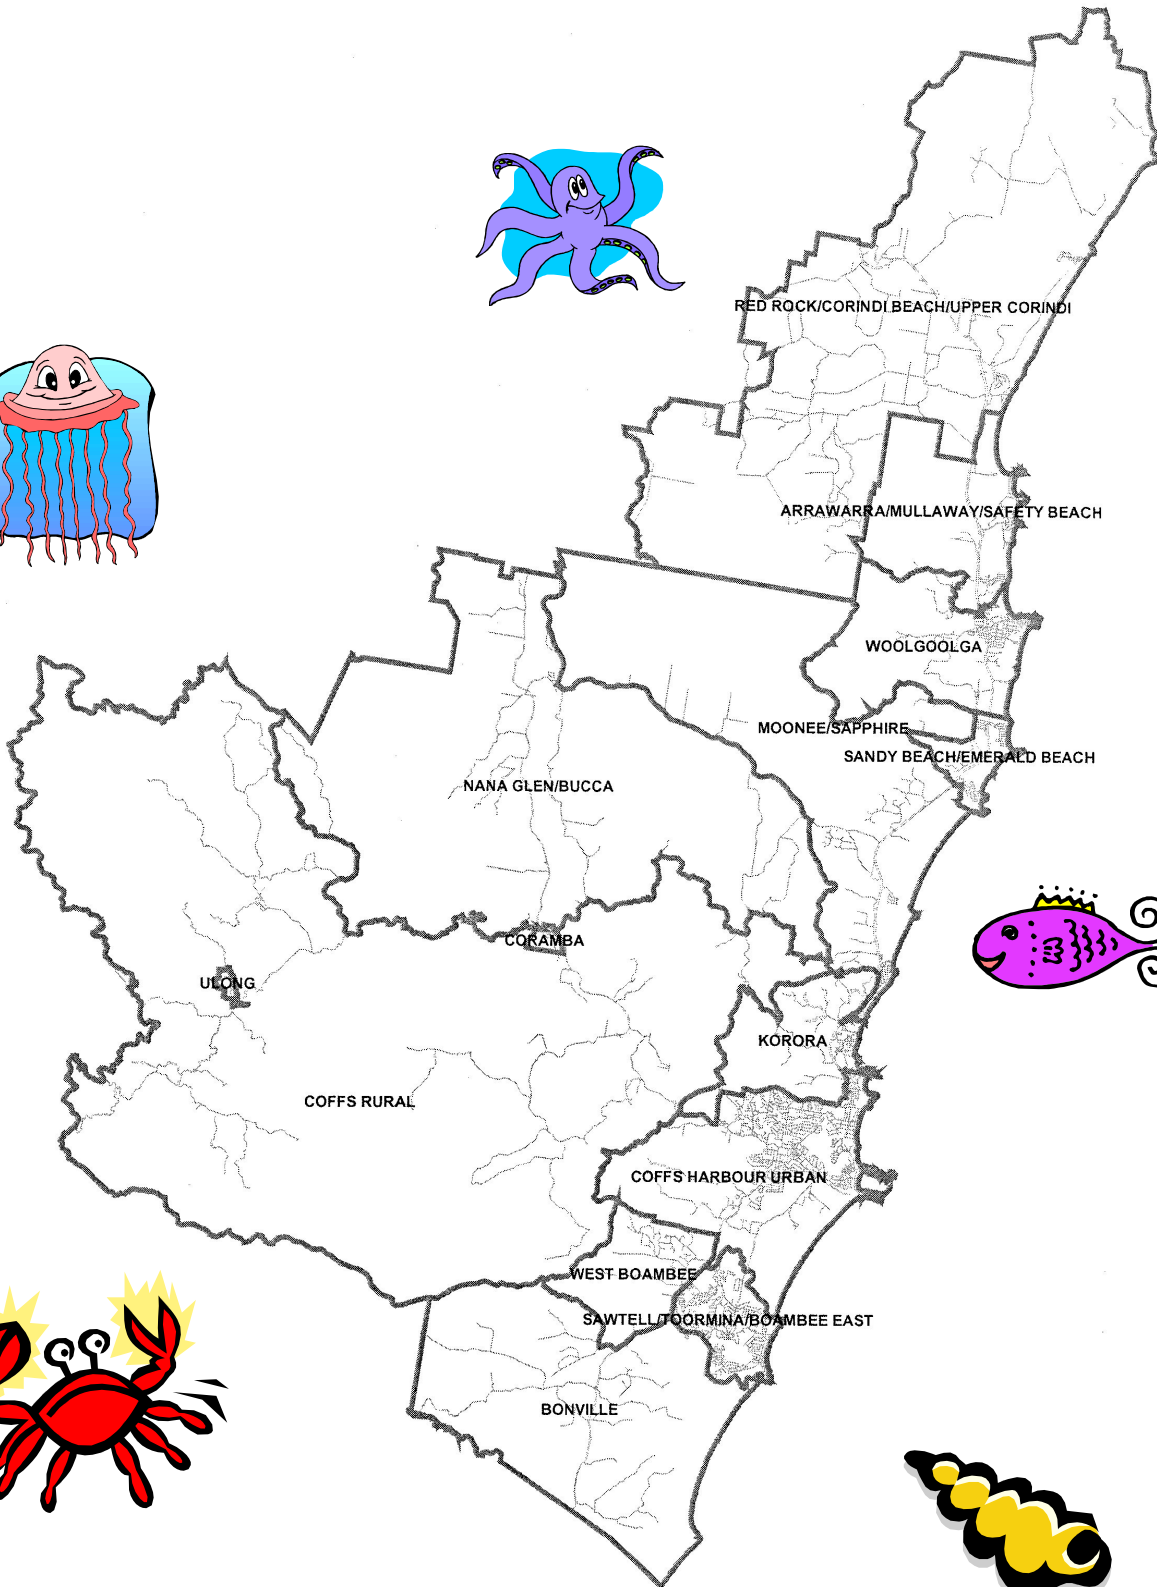 RED ROCK/CORINDI BEACH/UPPER CORINDI
ARRAWARRA/MULLAWAY/SAFETY BEACH
WOOLGOOLGA
MOONEE/SAPPHIRE
SANDY BEACH/EMERALD BEACH
NANA GLEN/BUCCA
CORAMBA
ULONG
KORORA
COFFS RURAL
COFFS HARBOUR URBAN
WEST BOAMBEE
SAWTELL/TOORMINA/BOAMBEE EAST
BONVILLE